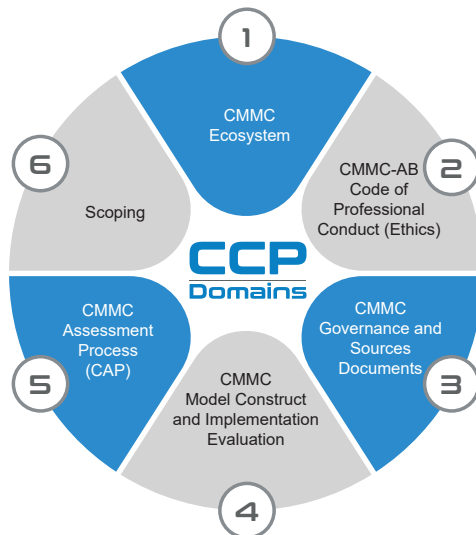 1
CMMC
Ecosystem
2
CMMC-AB
Code of
Professional
Conduct (Ethics)
3
CMMC
Governance and
Sources
Documents
4
CMMC
Model Construct
and Implementation
Evaluation
5
CMMC
Assessment
Process
(CAP)
6
Scoping
CCP
Domains